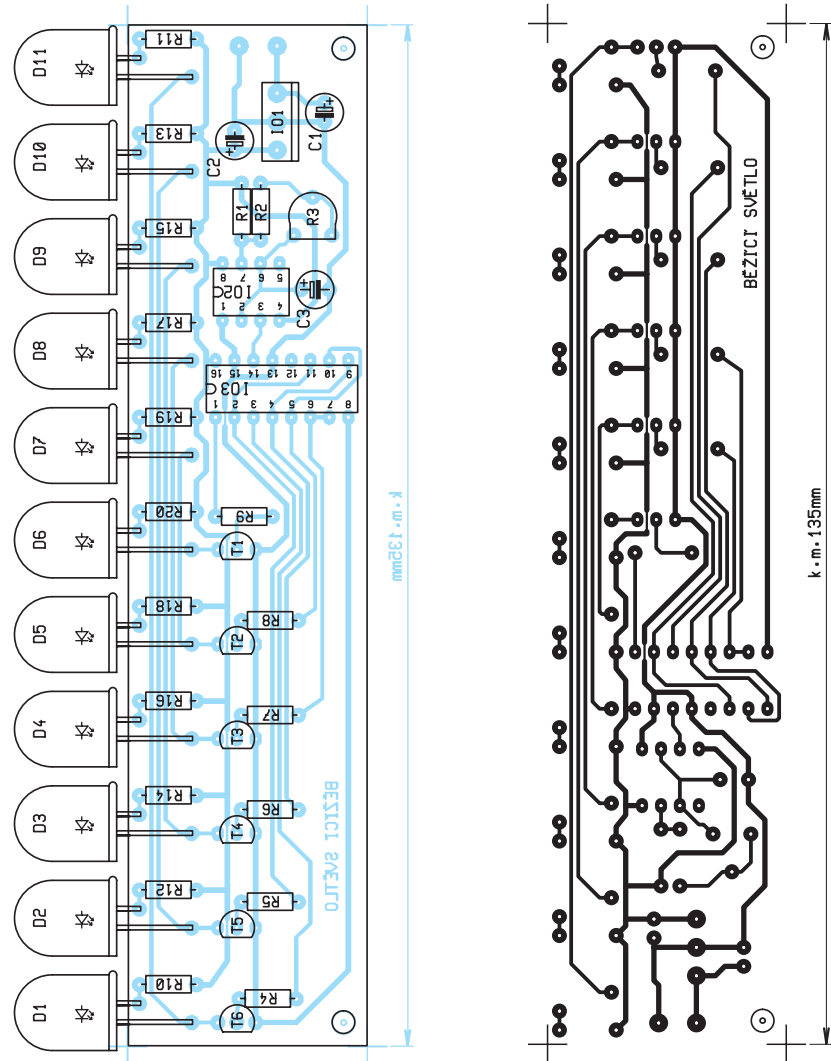 D11
R11
D10
R13
C2
IO1
C1
D9
R15
R1
R2
R3
8 7 6 5
IO2
1 2 3 4
C3
D8
R17
16 15 14 13 12 11 10 9
IO3
1 2 3 4 5 6 7 8
D7
R19
D6
R20
R9
T1
D5
R18
R8
T2
D4
R16
R7
T3
D3
R14
R6
T4
D2
R12
R5
T5
D1
R10
R4
T6
BĚŽÍCÍ SVĚTLO
k.m.135mm
BĚŽÍCÍ SVĚTLO
k.m.135mm